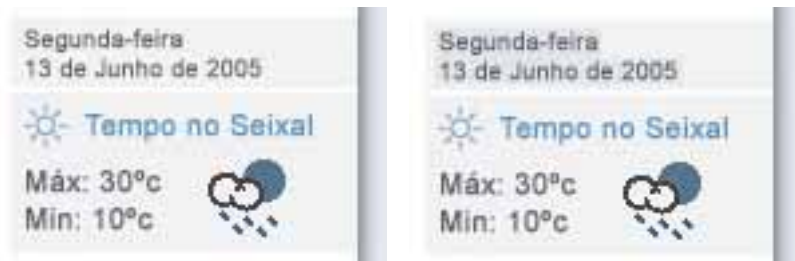 Segunda-feira
13 de Junho de 2005
Tempo no Seixal
Máx: 30ºc
Min: 10ºc
Segunda-feira
13 de Junho de 2005
Tempo no Seixal
Máx: 30ºc
Min: 10ºc